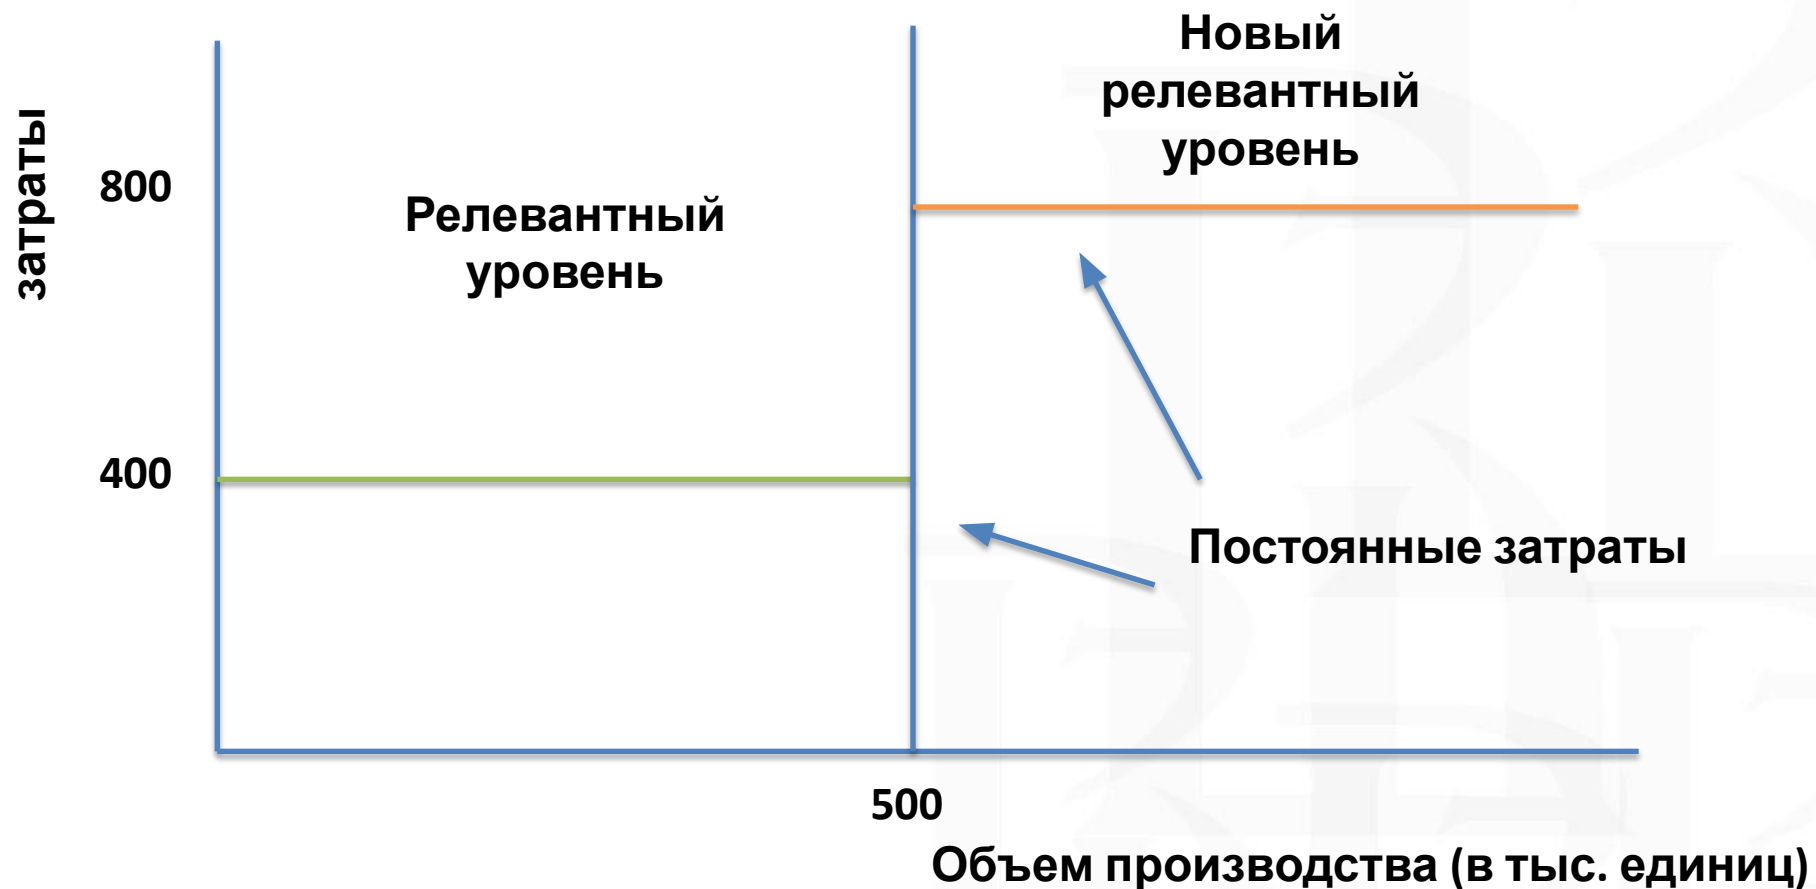 Новый
релевантный
уровень
затраты
800
Релевантный
уровень
400
Постоянные затраты
500
Объем производства (в тыс. единиц)